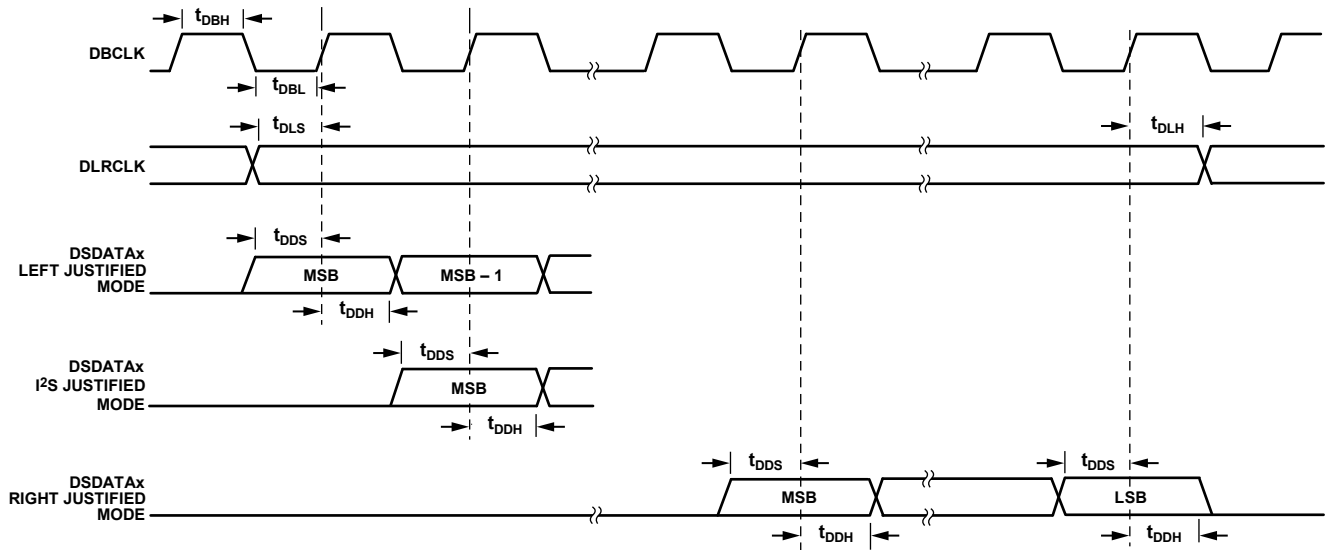 tDBH
DBCLK
tDBL
tDLS
tDLH
DLRCLK
tDDS
DSDATAx
LEFT JUSTIFIED
MODE
MSB
MSB – 1
tDDH
tDDS
DSDATAx
I²S JUSTIFIED
MODE
MSB
tDDH
tDDS
tDDS
DSDATAx
RIGHT JUSTIFIED
MODE
MSB
LSB
tDDH
tDDH